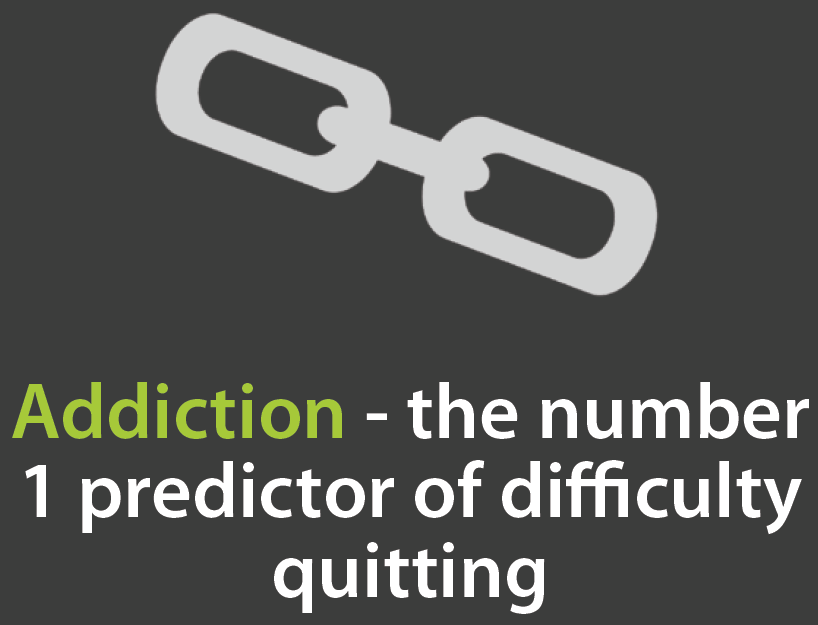 Addiction - the number
1 predictor of difficulty
quitting